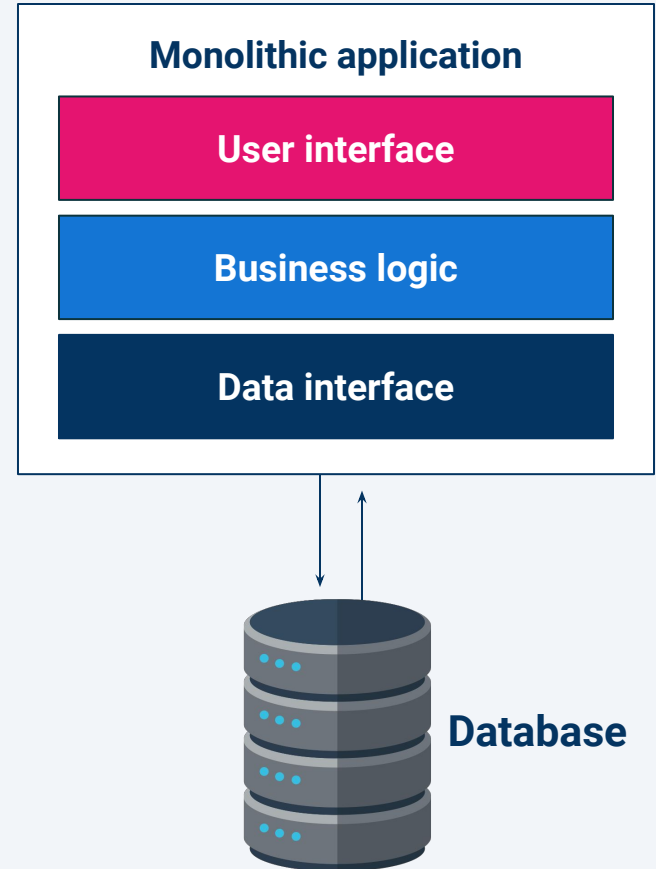 Monolithic application
User interface
Business logic
Data interface
Database